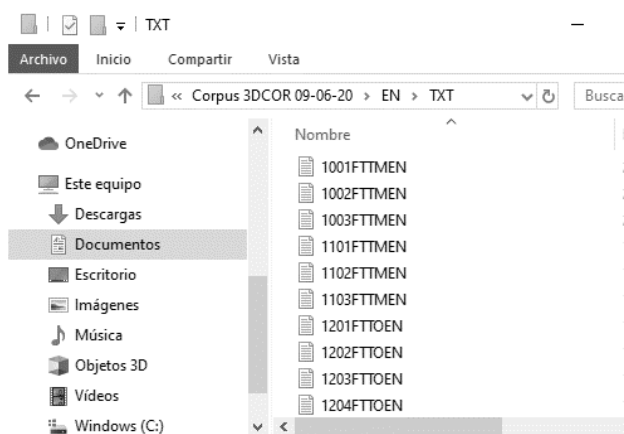 TXT
Archivo Inicio Compartir Vista
« Corpus 3DCOR 09-06-20 > EN > TXT Busca
OneDrive
Este equipo
Descargas
Documentos
Escritorio
Imágenes
Música
Objetos 3D
Vídeos
Windows (C:)
Nombre
1001FTTMEN
1002FTTMEN
1003FTTMEN
1101FTTMEN
1102FTTMEN
1103FTTMEN
1201FTTOEN
1202FTTOEN
1203FTTOEN
1204FTTOEN